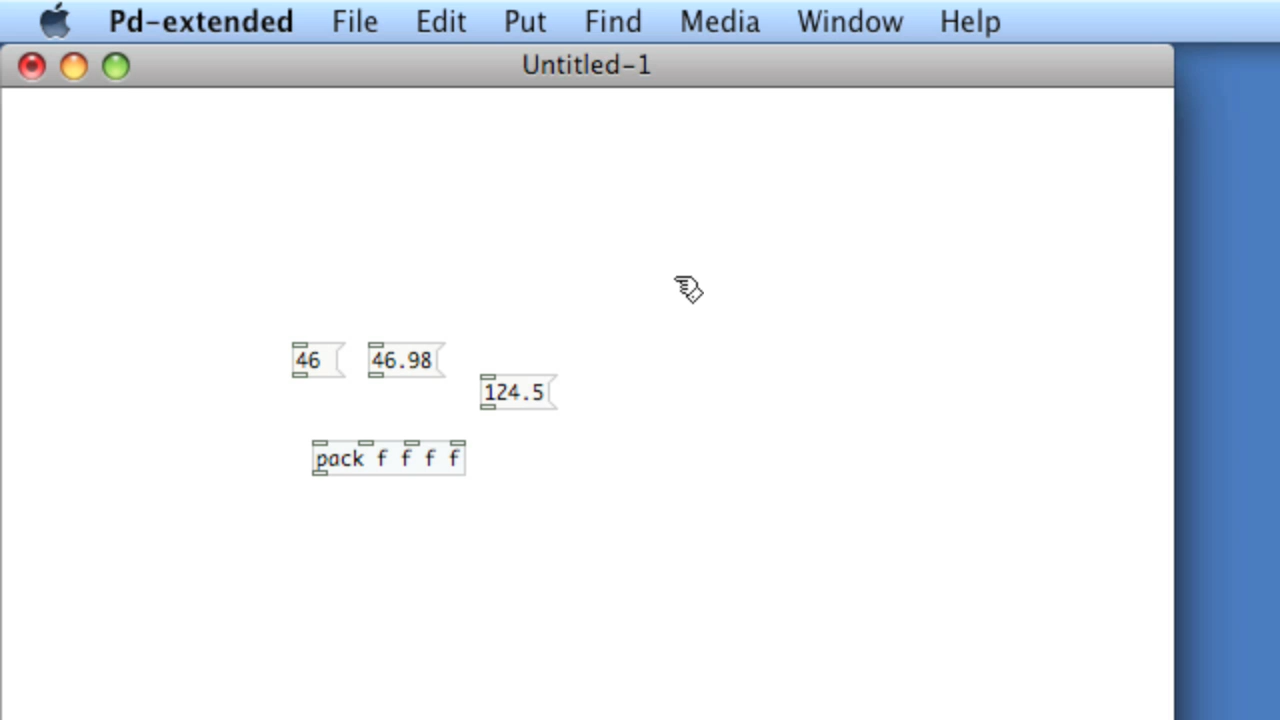 Pd-extended File Edit Put Find Media Window Help
Untitled-1
46 46.98
124.5
pack f f f f